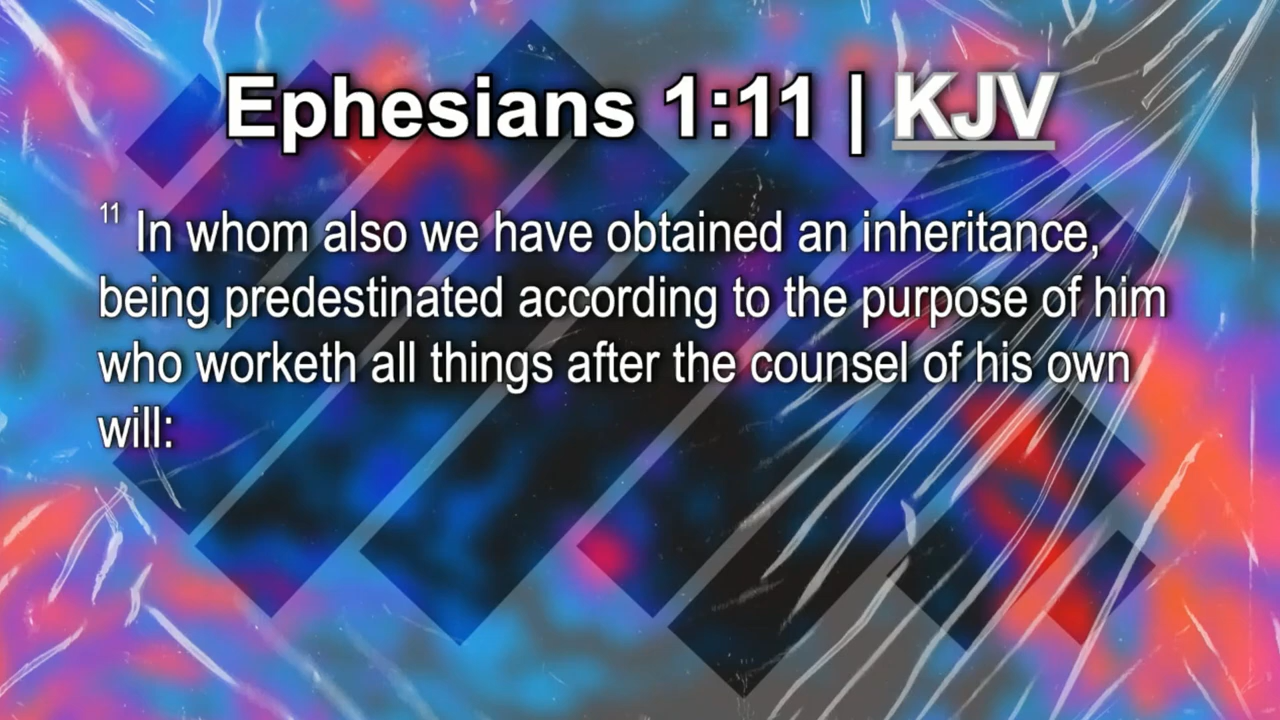 Ephesians 1:11 | KJV
11 In whom also we have obtained an inheritance,
being predestinated according to the purpose of him
who worketh all things after the counsel of his own
will: